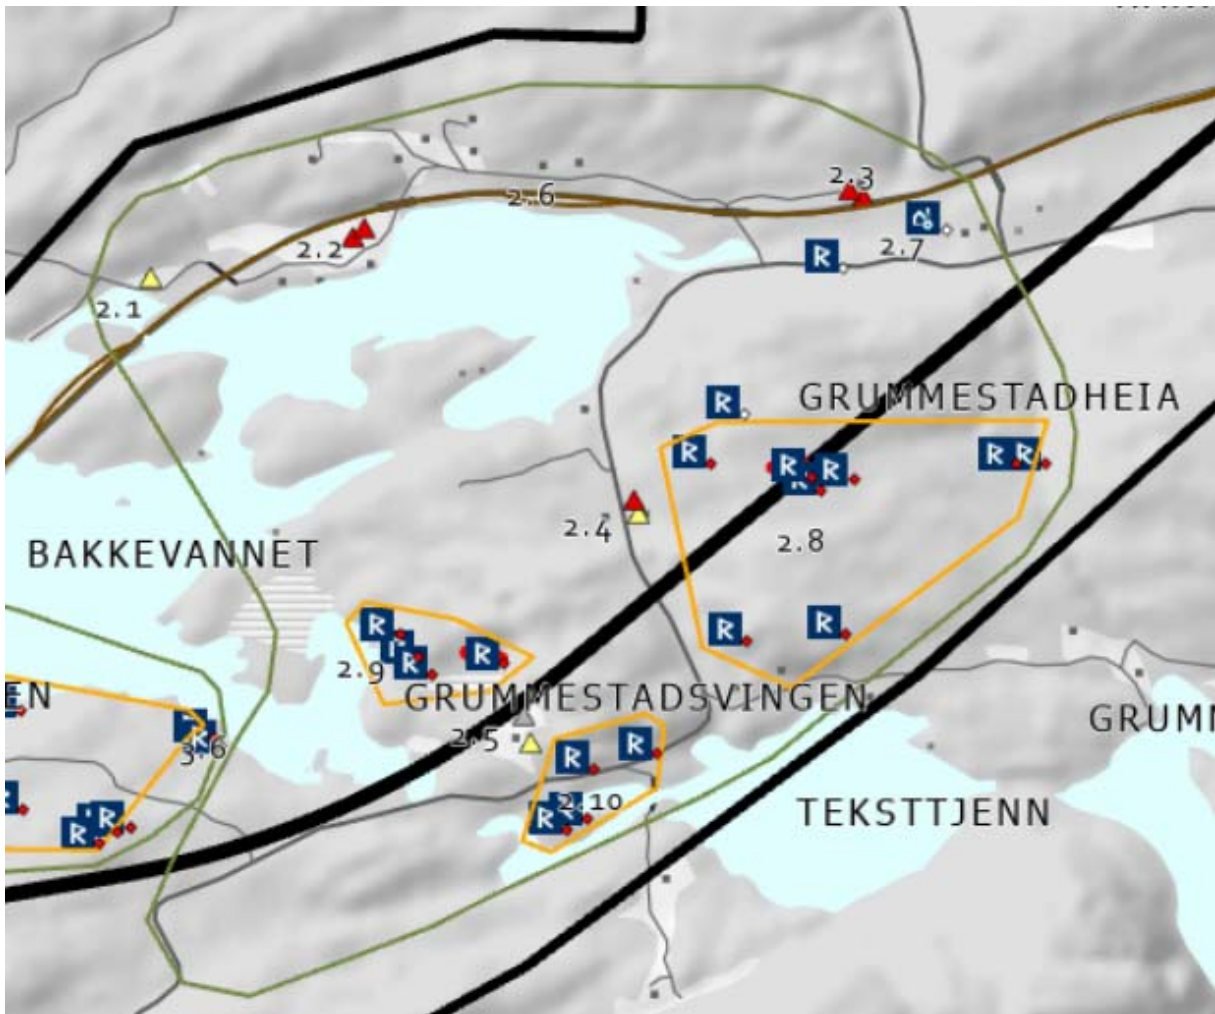 2.3
2.6
2.2
2.7
R
2.1
GRUMMESTADHEIA
R
R
R
R
R
R
R
2.4
2.8
BAKKEVANNET
R
R
R
R
R
R
2.9
EN
GRUMMESTADSVINGEN
GRUMM
R
2.5
3.6
R
R
2.10
R
R
R
TEKSTTJENN